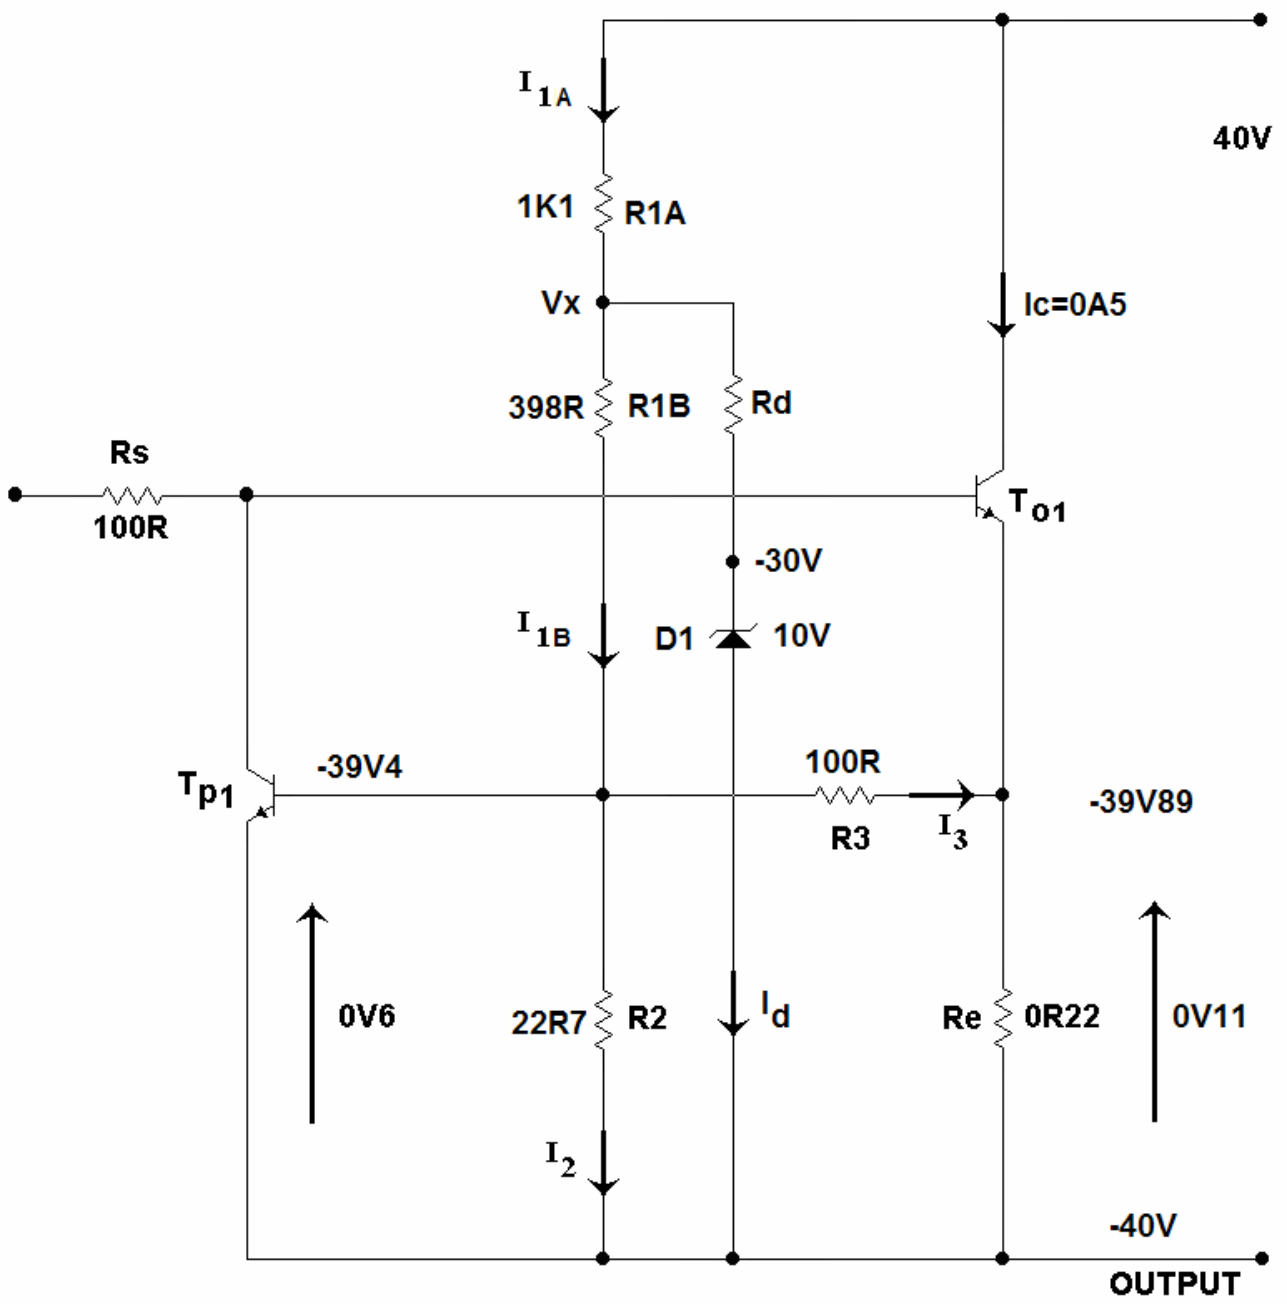 I1A
40V
1K1
R1A
Vx
Ic=0A5
398R
R1B
Rd
Rs
100R
To1
-30V
I1B
D1
10V
100R
-39V4
Tp1
-39V89
R3
I3
0V6
22R7
R2
Id
Re
0R22
0V11
I2
-40V
OUTPUT